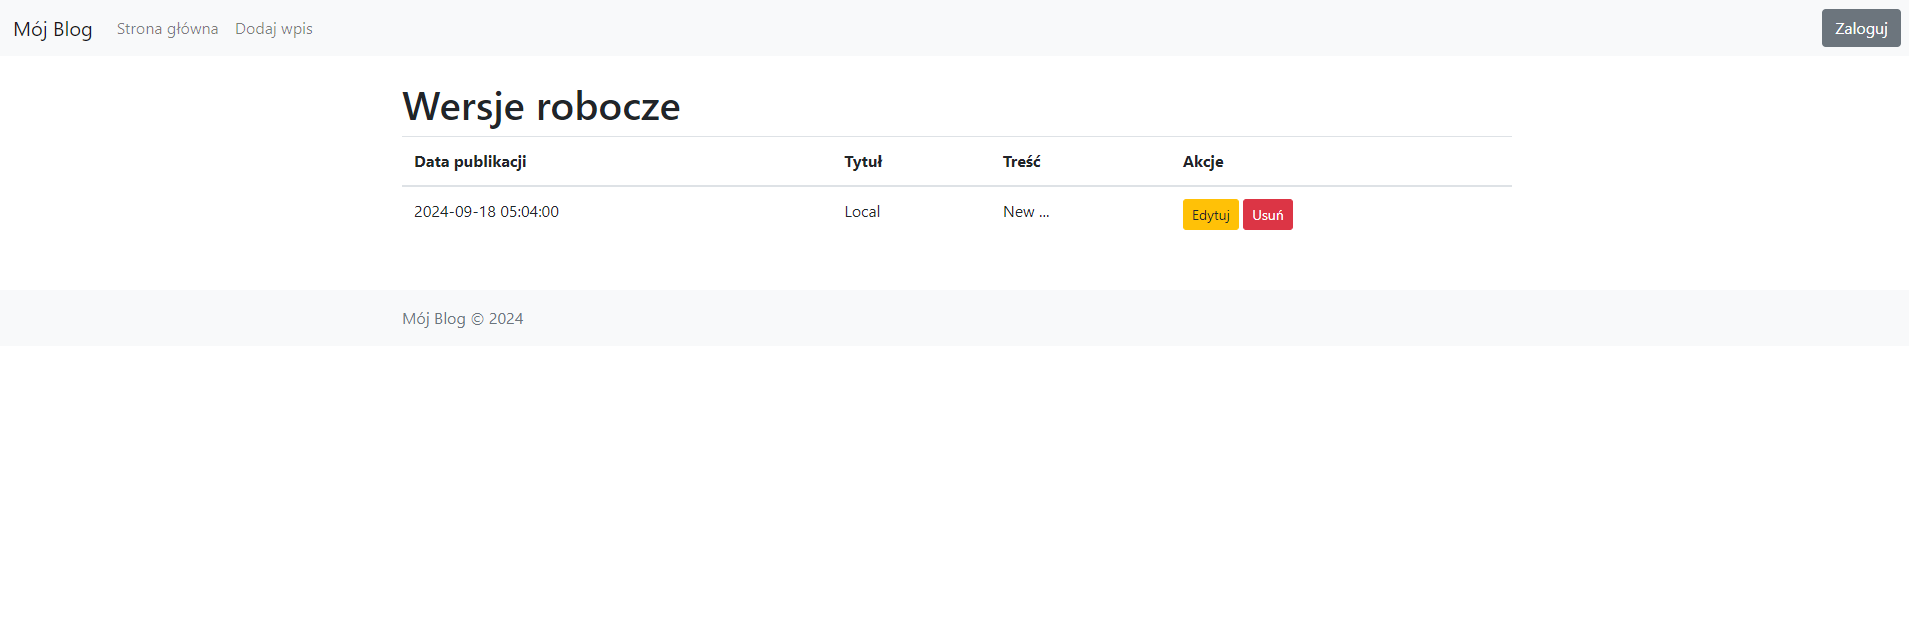 Mój Blog Strona główna Dodaj wpis Zaloguj
Wersje robocze
Data publikacji Tytuł Treść Akcje
2024-09-18 05:04:00 Local New ... Edytuj Usuń
Mój Blog © 2024